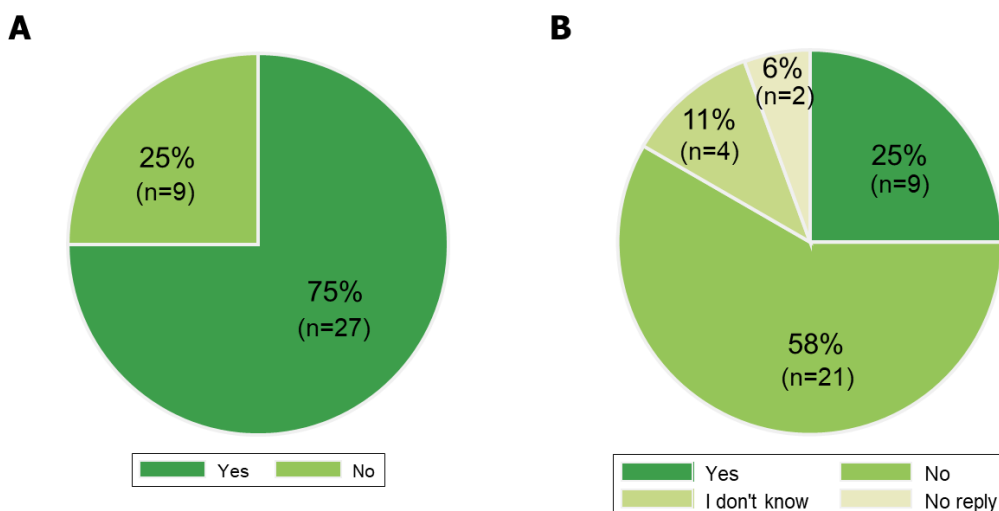 A
25%
(n=9)
75%
(n=27)
Yes No
B
6%
(n=2)
11%
(n=4)
25%
(n=9)
58%
(n=21)
Yes No
I don't know No reply